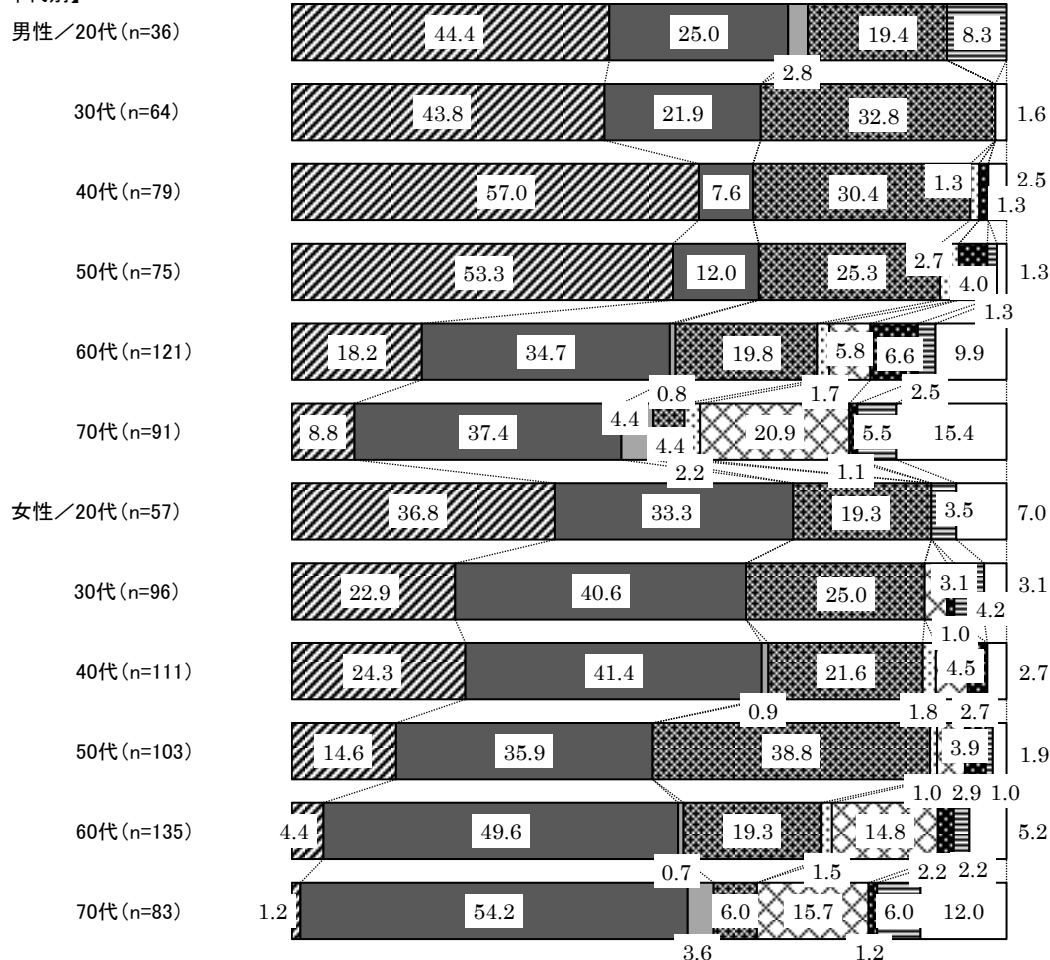 男性／20代(n=36) 44.4 25.0 19.4 8.3
2.8
30代(n=64) 43.8 21.9 32.8 1.6
40代(n=79) 57.0 7.6 30.4 1.3 2.5
1.3
50代(n=75) 53.3 12.0 25.3 2.7 4.0 1.3
1.3
60代(n=121) 18.2 34.7 19.8 5.8 6.6 9.9
0.8 1.7 2.5
70代(n=91) 8.8 37.4 4.4 4.4 20.9 5.5 15.4
2.2 1.1
女性／20代(n=57) 36.8 33.3 19.3 3.5 7.0
30代(n=96) 22.9 40.6 25.0 3.1 4.2 3.1
1.0
40代(n=111) 24.3 41.4 21.6 4.5 2.7
0.9 1.8 2.7
50代(n=103) 14.6 35.9 38.8 3.9 1.9
1.0 2.9 1.0
60代(n=135) 4.4 49.6 19.3 14.8 5.2
0.7 1.5 2.2 2.2
70代(n=83) 1.2 54.2 6.0 15.7 6.0 12.0
3.6 1.2